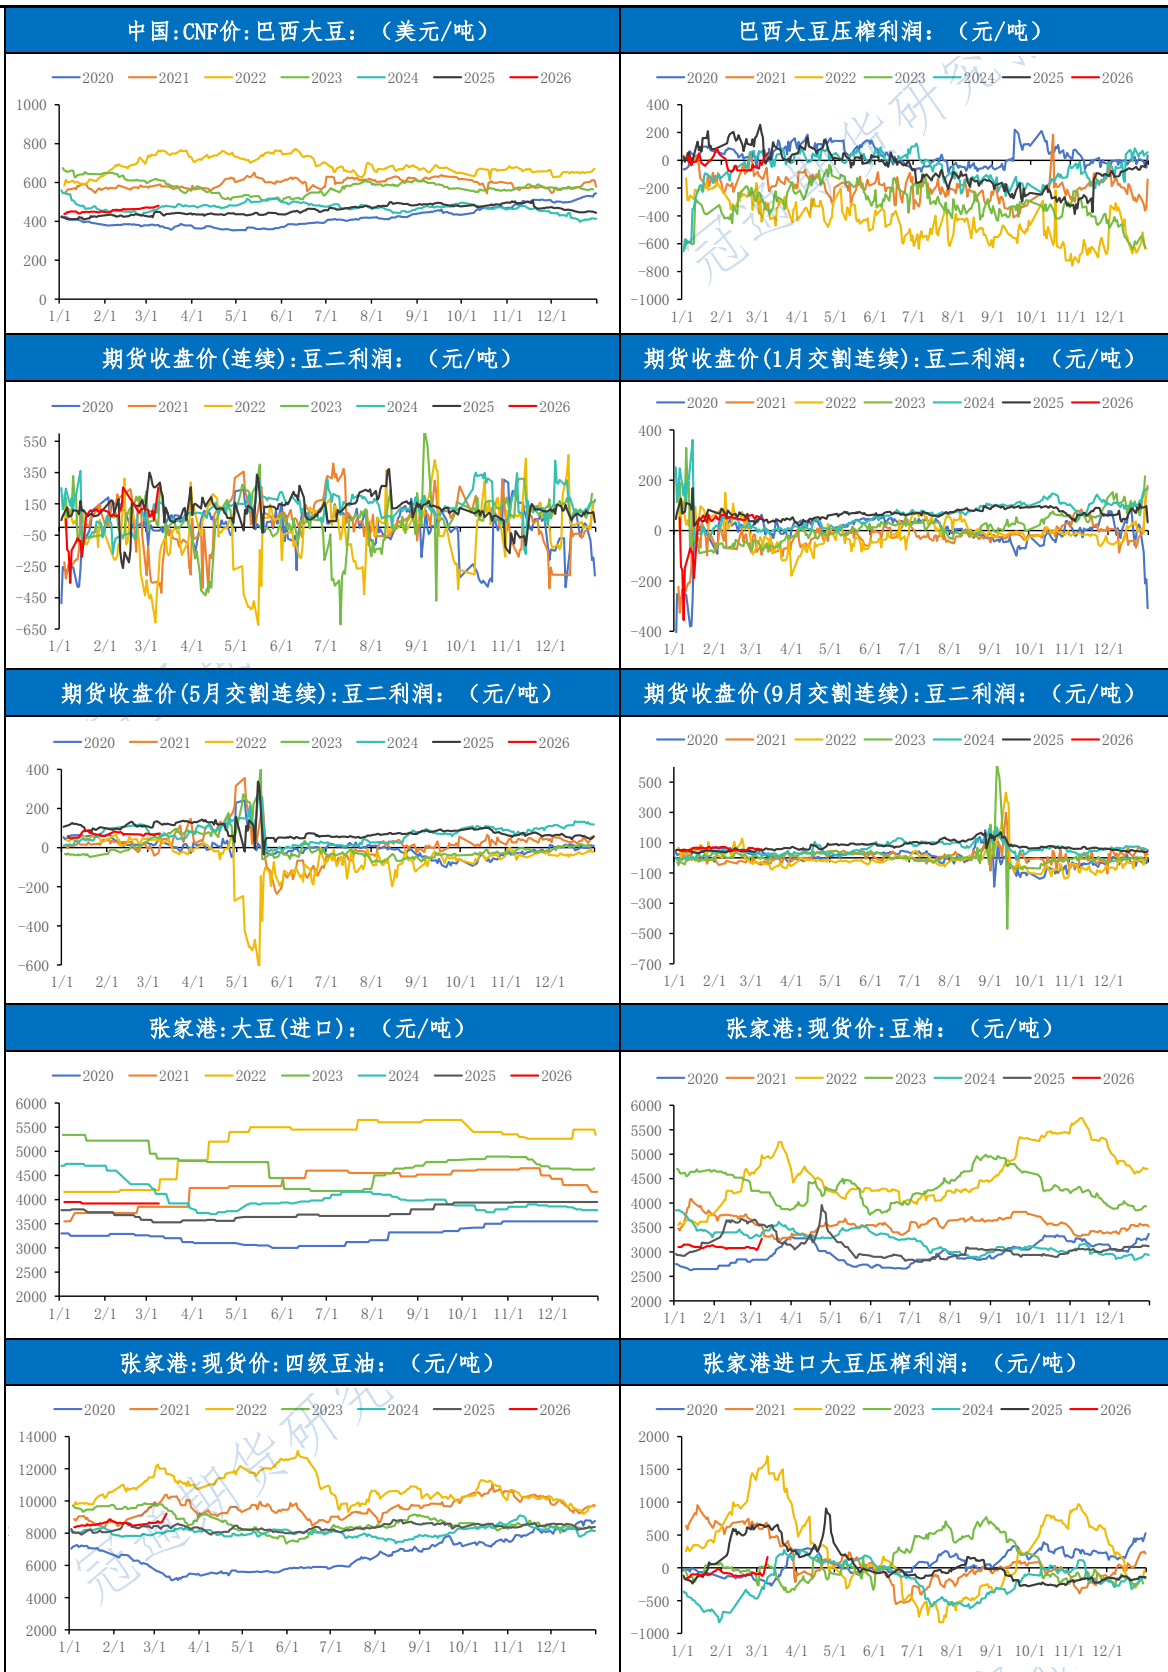 中国:CNF价:巴西大豆：（美元/吨）
巴西大豆压榨利润：（元/吨）
2020 2021 2022 2023 2024 2025 2026
1000
800
600
400
200
0
1/1 2/1 3/1 4/1 5/1 6/1 7/1 8/1 9/1 10/1 11/1 12/1
2020 2021 2022 2023 2024 2025 2026
400
200
0
-200
-400
-600
-800
-1000
1/1 2/1 3/1 4/1 5/1 6/1 7/1 8/1 9/1 10/1 11/1 12/1
期货收盘价(连续):豆二利润：（元/吨）
期货收盘价(1月交割连续):豆二利润：（元/吨）
2020 2021 2022 2023 2024 2025 2026
550
350
150
-50
-250
-450
-650
1/1 2/1 3/1 4/1 5/1 6/1 7/1 8/1 9/1 10/1 11/1 12/1
2020 2021 2022 2023 2024 2025 2026
400
200
0
-200
-400
1/1 2/1 3/1 4/1 5/1 6/1 7/1 8/1 9/1 10/1 11/1 12/1
期货收盘价(5月交割连续):豆二利润：（元/吨）
期货收盘价(9月交割连续):豆二利润：（元/吨）
2020 2021 2022 2023 2024 2025 2026
400
200
0
-200
-400
-600
1/1 2/1 3/1 4/1 5/1 6/1 7/1 8/1 9/1 10/1 11/1 12/1
2020 2021 2022 2023 2024 2025 2026
500
300
100
-100
-300
-500
-700
1/1 2/1 3/1 4/1 5/1 6/1 7/1 8/1 9/1 10/1 11/1 12/1
张家港:大豆(进口)：（元/吨）
张家港:现货价:豆粕：（元/吨）
2020 2021 2022 2023 2024 2025 2026
6000
5500
5000
4500
4000
3500
3000
2500
2000
1/1 2/1 3/1 4/1 5/1 6/1 7/1 8/1 9/1 10/1 11/1 12/1
2020 2021 2022 2023 2024 2025 2026
6000
5500
5000
4500
4000
3500
3000
2500
2000
1/1 2/1 3/1 4/1 5/1 6/1 7/1 8/1 9/1 10/1 11/1 12/1
张家港:现货价:四级豆油：（元/吨）
张家港进口大豆压榨利润：（元/吨）
2020 2021 2022 2023 2024 2025 2026
14000
12000
10000
8000
6000
4000
2000
1/1 2/1 3/1 4/1 5/1 6/1 7/1 8/1 9/1 10/1 11/1 12/1
2020 2021 2022 2023 2024 2025 2026
2000
1500
1000
500
0
-500
-1000
1/1 2/1 3/1 4/1 5/1 6/1 7/1 8/1 9/1 10/1 11/1 12/1